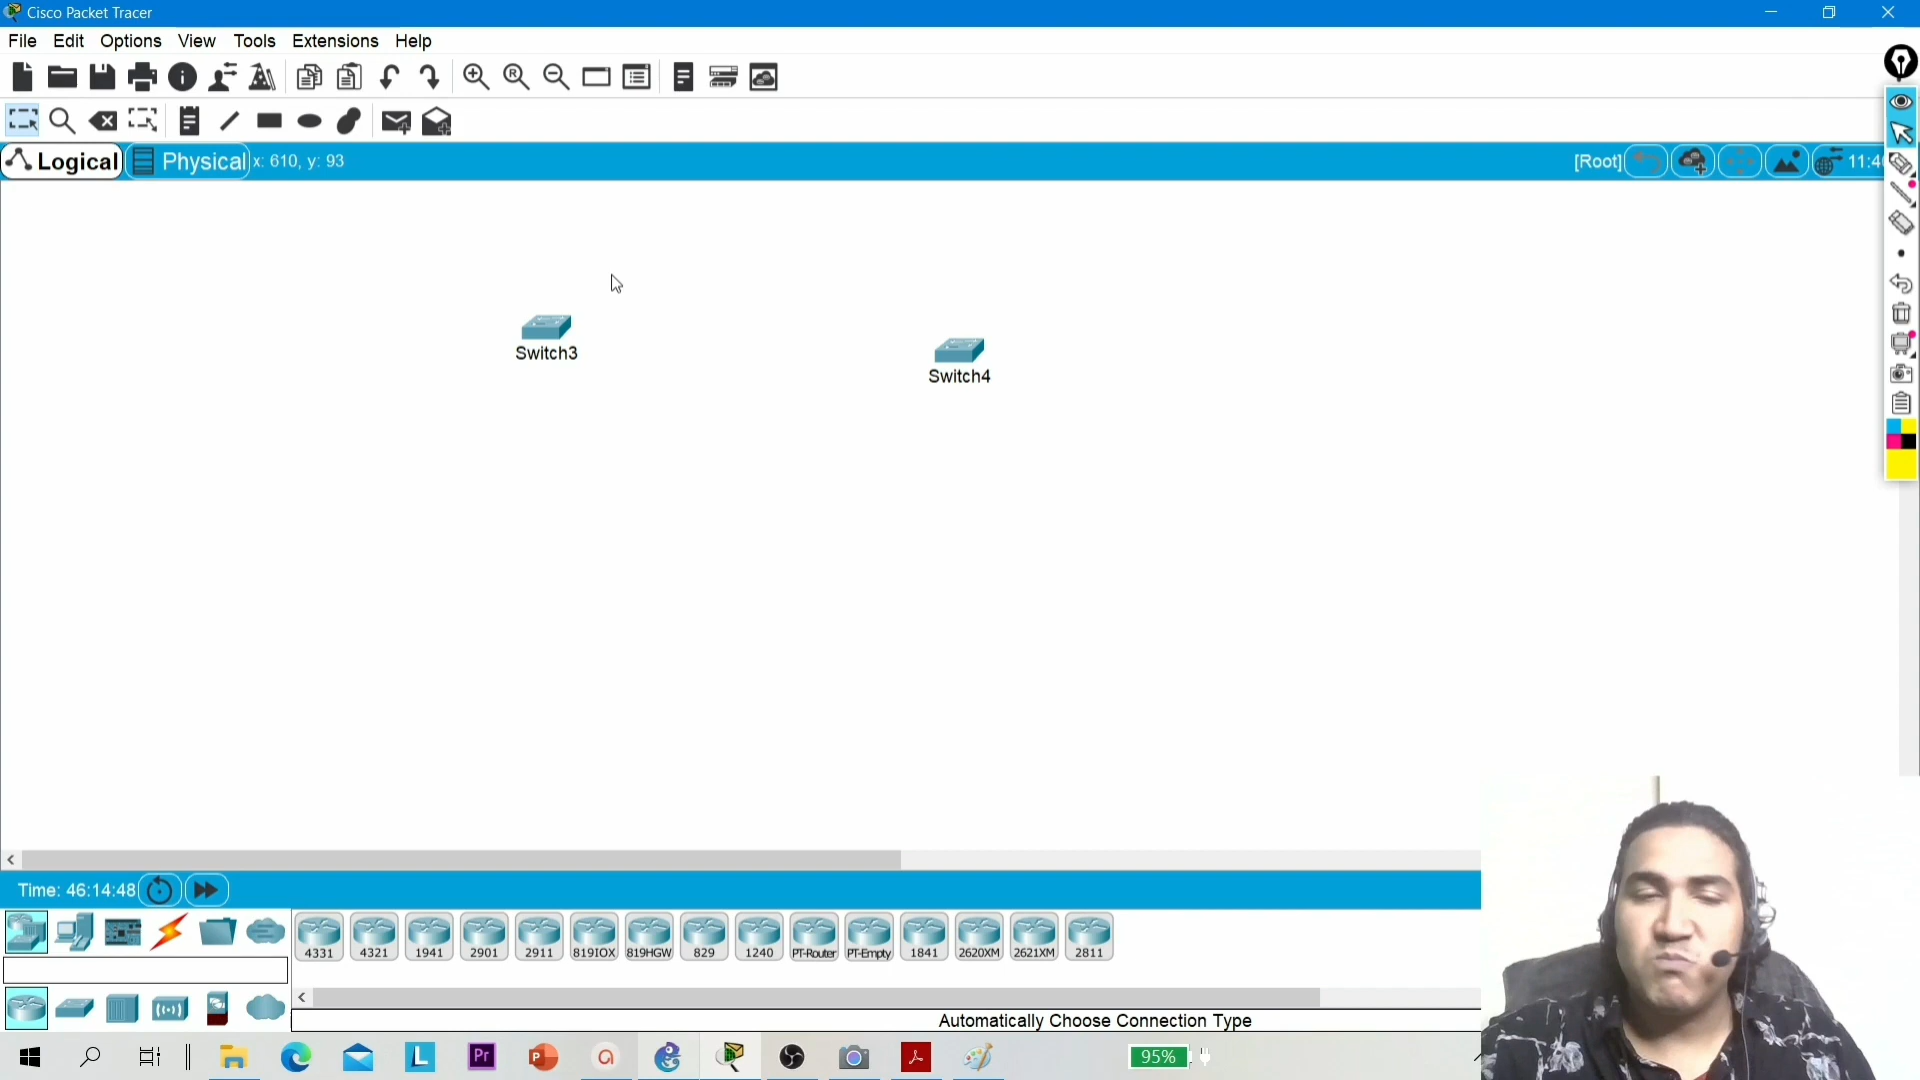 Cisco Packet Tracer
File Edit Options View Tools Extensions Help
Logical Physical x: 610, y: 93 [Root]
Switch3
Switch4
Time: 46:14:48
4331 4321 1941 2901 2911 819IOX 819HGW 829 1240 PT-Router PT-Empty 1841 2620XM 2621XM 2811
Automatically Choose Connection Type
L Pr P 95%